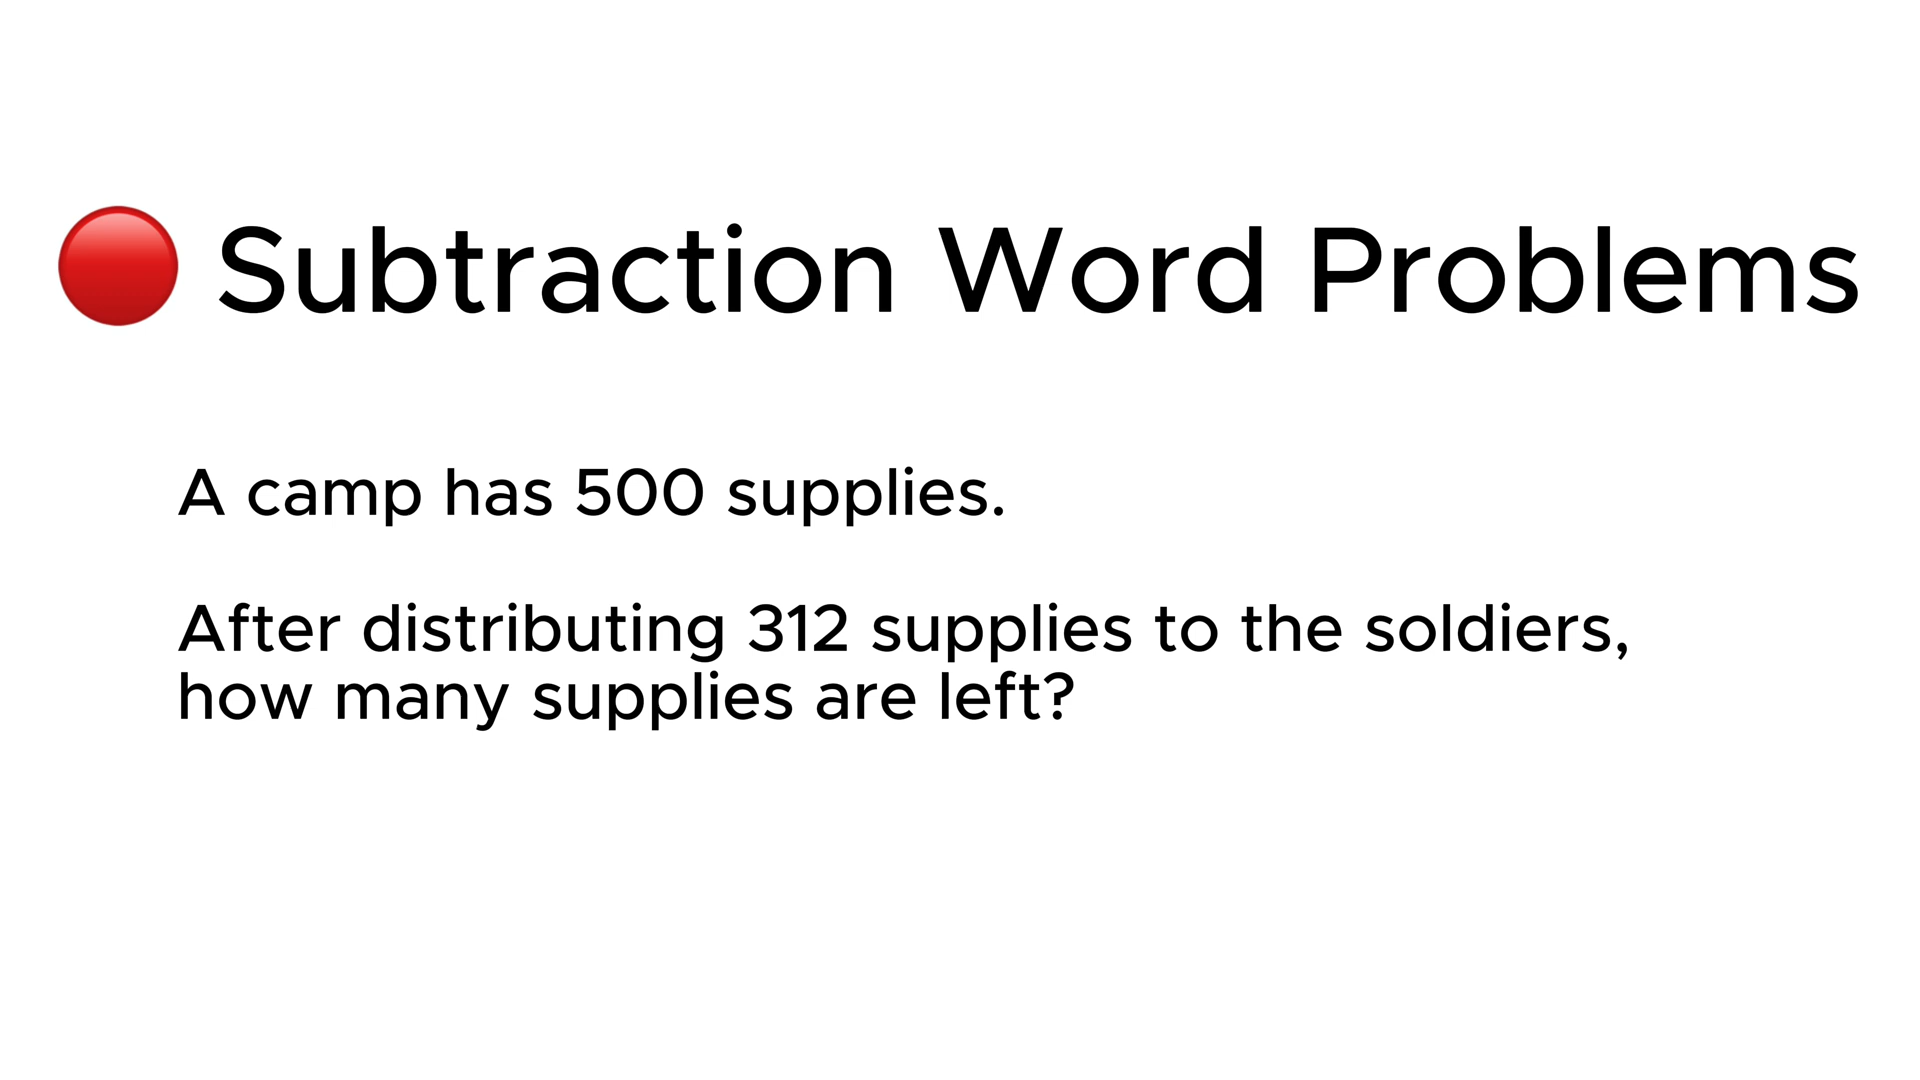 Subtraction Word Problems
A camp has 500 supplies.
After distributing 312 supplies to the soldiers,
how many supplies are left?